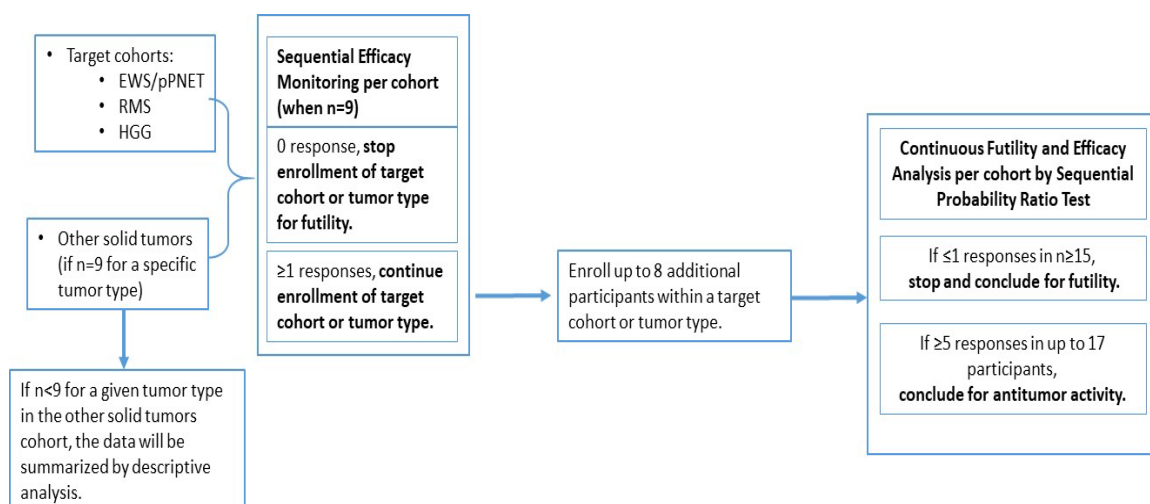 • Target cohorts:
• EWS/pPNET
• RMS
• HGG
• Other solid tumors
(if n=9 for a specific
tumor type)
If n<9 for a given tumor type
in the other solid tumors
cohort, the data will be
summarized by descriptive
analysis.
Sequential Efficacy
Monitoring per cohort
(when n=9)
0 response, stop
enrollment of target
cohort or tumor type
for futility.
≥1 responses, continue
enrollment of target
cohort or tumor type.
Enroll up to 8 additional
participants within a target
cohort or tumor type.
Continuous Futility and Efficacy
Analysis per cohort by Sequential
Probability Ratio Test
If ≤1 responses in n≥15,
stop and conclude for futility.
If ≥5 responses in up to 17
participants,
conclude for antitumor activity.